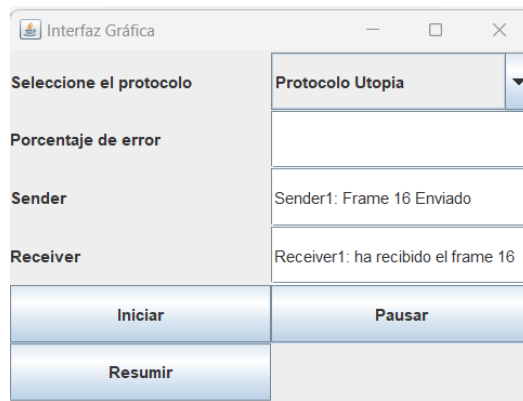 Interfaz Gráfica
Seleccione el protocolo
Protocolo Utopia
Porcentaje de error
Sender
Sender1: Frame 16 Enviado
Receiver
Receiver1: ha recibido el frame 16
Iniciar
Pausar
Resumir